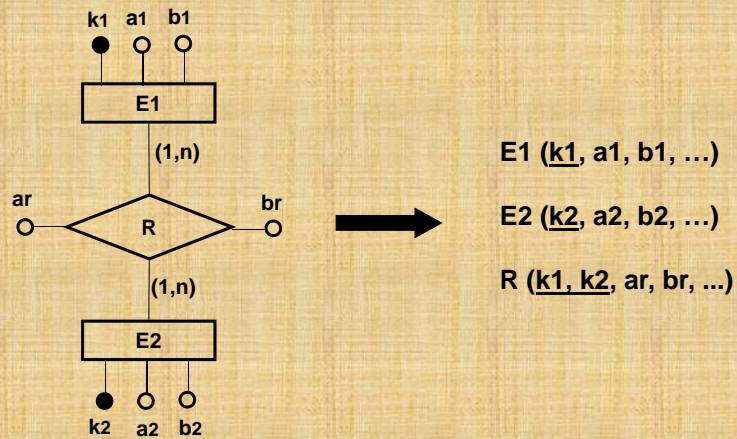 k1 a1 b1
E1
(1,n)
ar
R
br
(1,n)
E2
k2 a2 b2
E1 (k1, a1, b1, …)
E2 (k2, a2, b2, …)
R (k1, k2, ar, br, ...)